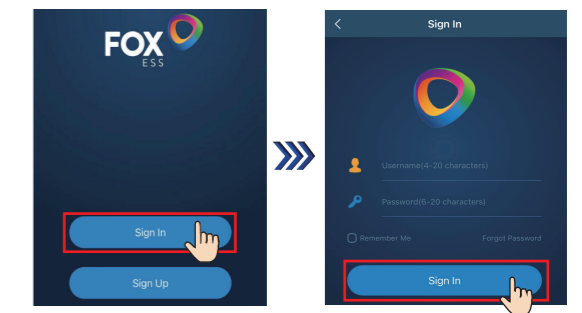 FOX
ESS
Sign In
Sign Up
Sign In
Username(4-20 characters)
Password(6-20 characters)
Remember Me
Forgot Password
Sign In